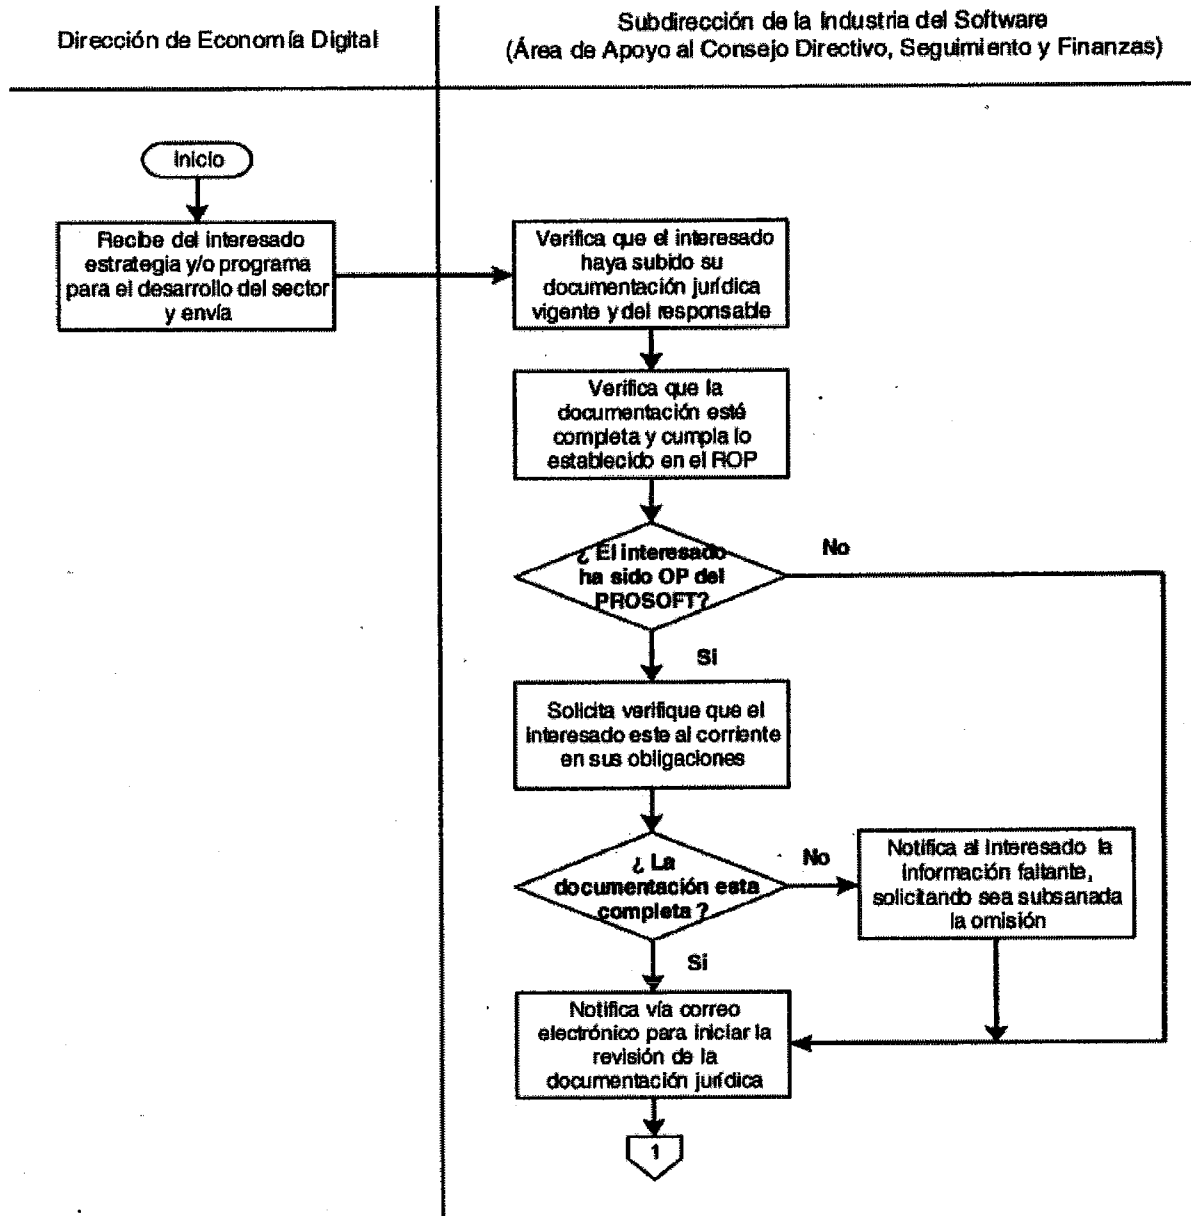 Dirección de Economía Digital
Subdirección de la Industria del Software
(Área de Apoyo al Consejo Directivo, Seguimiento y Finanzas)
Inicio
Recibe del interesado
estrategia y/o programa
para el desarrollo del sector
y envía
Verifica que el interesado
haya subido su
documentación jurídica
vigente y del responsable
Verifica que la
documentación esté
completa y cumpla lo
establecido en el ROP
¿ El interesado
ha sido OP del
PROSOFT?
No
Si
Solicita verifique que el
interesado este al corriente
en sus obligaciones
¿ La
documentación esta
completa ?
No
Notifica al interesado la
información faltante,
solicitando sea subsanada
la omisión
Si
Notifica vía correo
electrónico para iniciar la
revisión de la
documentación jurídica
1